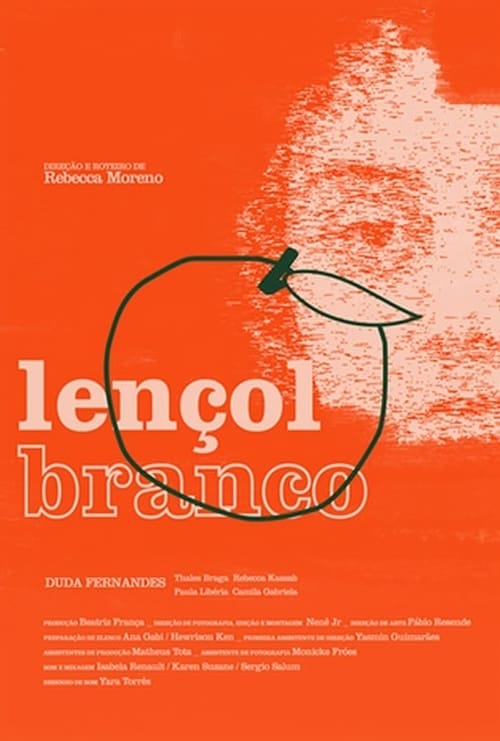 DIREÇÃO E ROTEIRO DE
Rebecca Moreno
lençol
branco
DUDA FERNANDES
Thales Braga Rebecca Kassab
Paula Libéria Camila Gabriela
PRODUÇÃO Beatriz França _ DIREÇÃO DE FOTOGRAFIA, EDIÇÃO E MONTAGEM Nenê Jr _ DIREÇÃO DE ARTE Fábio Resende
PREPARAÇÃO DE ELENCO Ana Gabi / Hewrison Ken _ PRIMEIRA ASSISTENTE DE DIREÇÃO Yasmin Guimarães
ASSISTENTES DE PRODUÇÃO Matheus Tota _ ASSISTENTE DE FOTOGRAFIA Monicke Fróes
SOM E MIXAGEM Isabela Renault / Karen Suzane / Sergio Salum
DESENHO DE SOM Yara Torrês